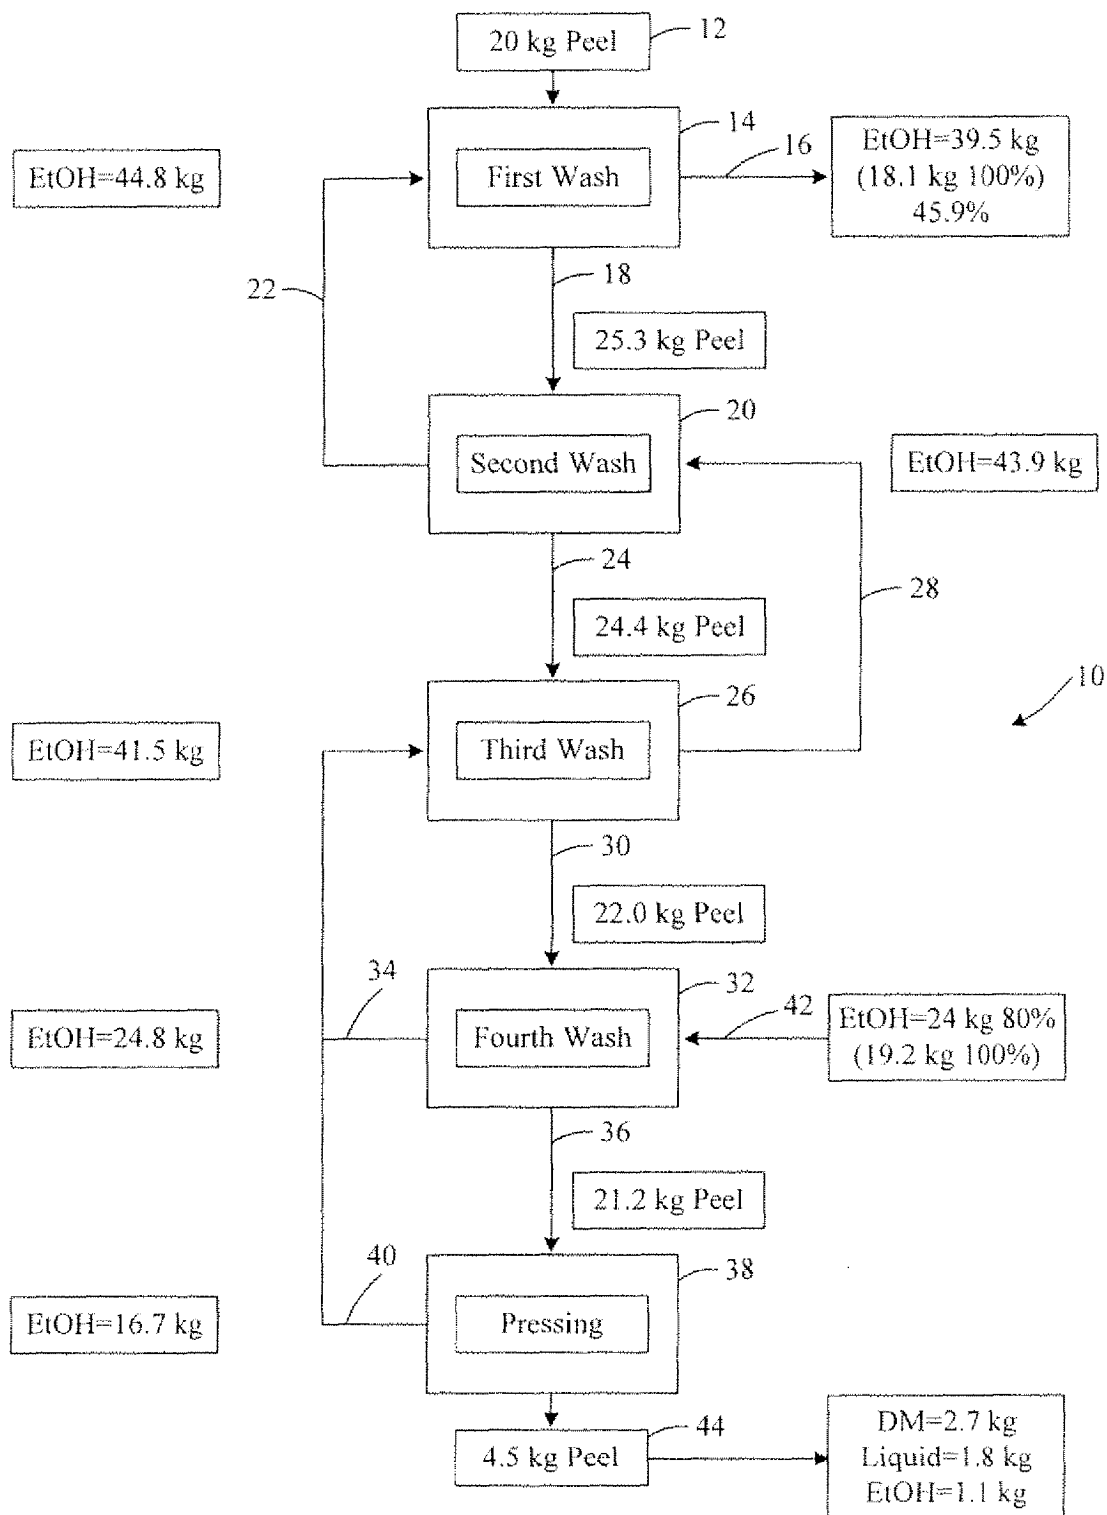 20 kg Peel
12
14
16
EtOH=44.8 kg
First Wash
EtOH=39.5 kg
(18.1 kg 100%)
45.9%
18
22
25.3 kg Peel
20
Second Wash
EtOH=43.9 kg
24
28
24.4 kg Peel
10
26
EtOH=41.5 kg
Third Wash
30
22.0 kg Peel
34
32
42
EtOH=24.8 kg
Fourth Wash
EtOH=24 kg 80%
(19.2 kg 100%)
36
21.2 kg Peel
40
38
EtOH=16.7 kg
Pressing
44
4.5 kg Peel
DM=2.7 kg
Liquid=1.8 kg
EtOH=1.1 kg